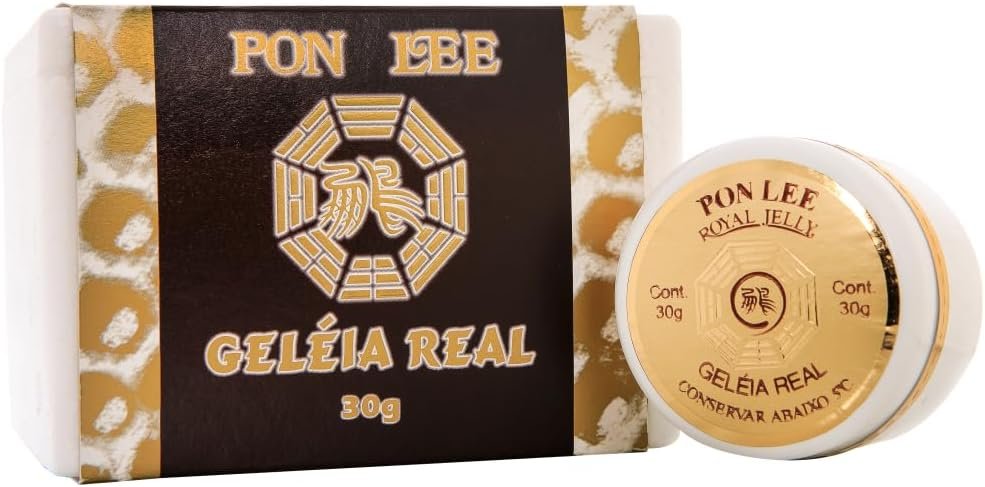 PON LEE
GELÉIA REAL
30g
PON LEE
ROYAL JELLY
Cont.
30g
Cont.
30g
GELÉIA REAL
CONSERVAR ABAIXO 5°C